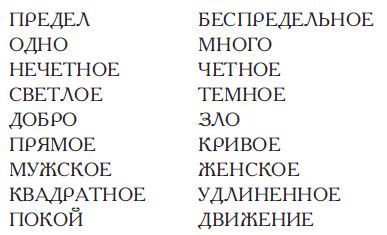 ПРЕДЕЛ БЕСПРЕДЕЛЬНОЕ
ОДНО МНОГО
НЕЧЕТНОЕ ЧЕТНОЕ
СВЕТЛОЕ ТЕМНОЕ
ДОБРО ЗЛО
ПРЯМОЕ КРИВОЕ
МУЖСКОЕ ЖЕНСКОЕ
КВАДРАТНОЕ УДЛИНЕННОЕ
ПОКОЙ ДВИЖЕНИЕ